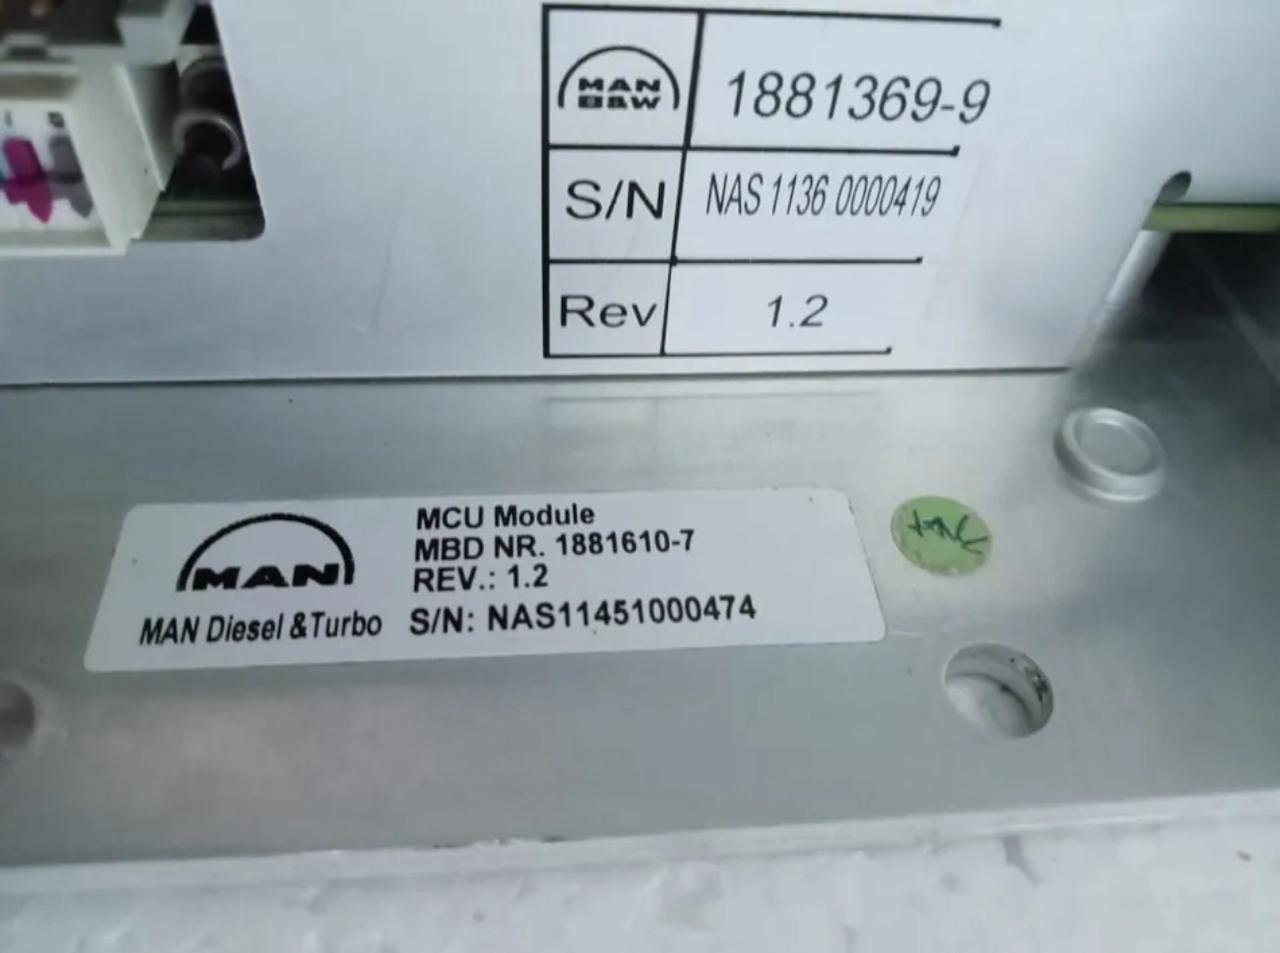 MAN
B&W
1881369-9
S/N NAS 1136 0000419
Rev 1.2
MAN
MAN Diesel &Turbo
MCU Module
MBD NR. 1881610-7
REV.: 1.2
S/N: NAS11451000474